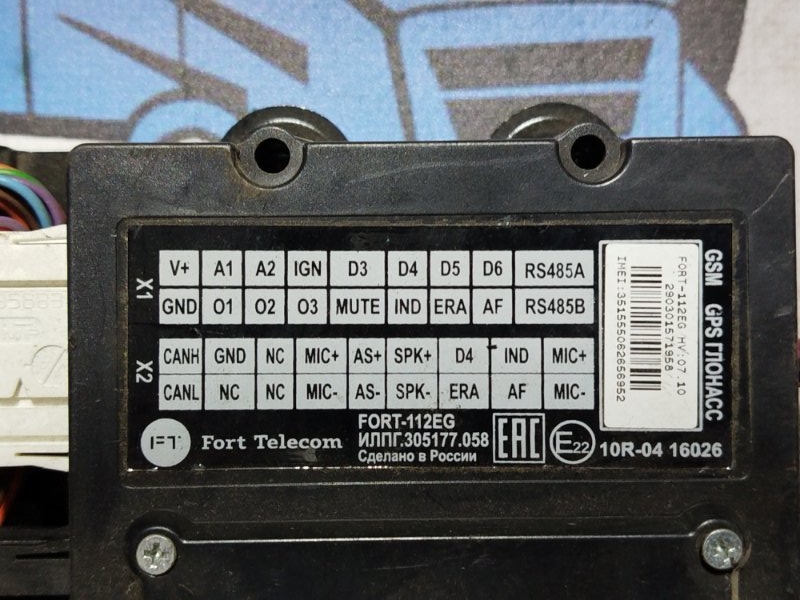 X1
V+ A1 A2 IGN D3 D4 D5 D6 RS485A
GND O1 O2 O3 MUTE IND ERA AF RS485B
X2
CANH GND NC MIC+ AS+ SPK+ D4 IND MIC+
CANL NC NC MIC- AS- SPK- ERA AF MIC-
FT Fort Telecom
FORT-112EG
ИЛПГ.305177.058
Сделано в России
EAC
E22
10R-04 16026
GSM GPS ГЛОНАСС
FORT-112EG HV:07.10
290301571958
IMEI:351555062656952